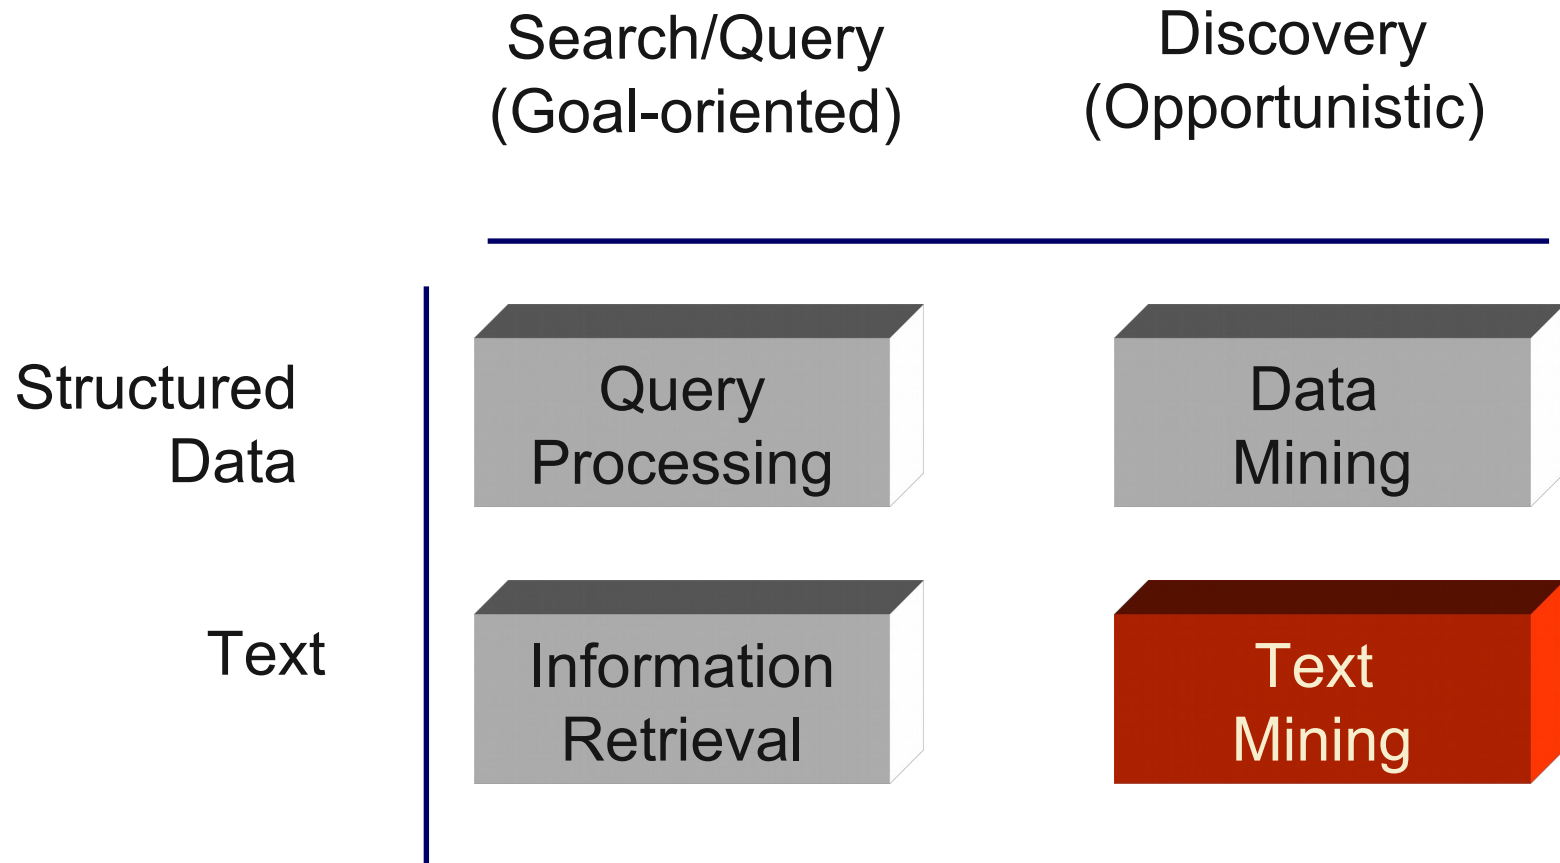 Search/Query
(Goal-oriented)
Discovery
(Opportunistic)
Structured
Data
Query
Processing
Data
Mining
Text
Information
Retrieval
Text
Mining